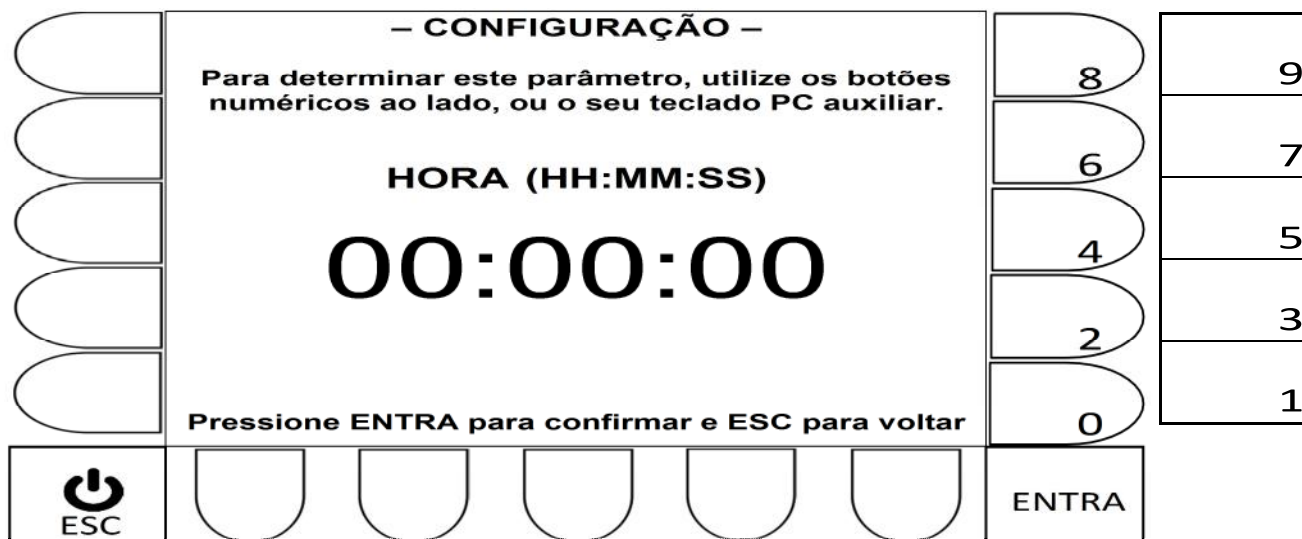 – CONFIGURAÇÃO –
Para determinar este parâmetro, utilize os botões
numéricos ao lado, ou o seu teclado PC auxiliar.
HORA (HH:MM:SS)
00:00:00
Pressione ENTRA para confirmar e ESC para voltar
8
9
6
7
4
5
2
3
0
1
ESC
ENTRA